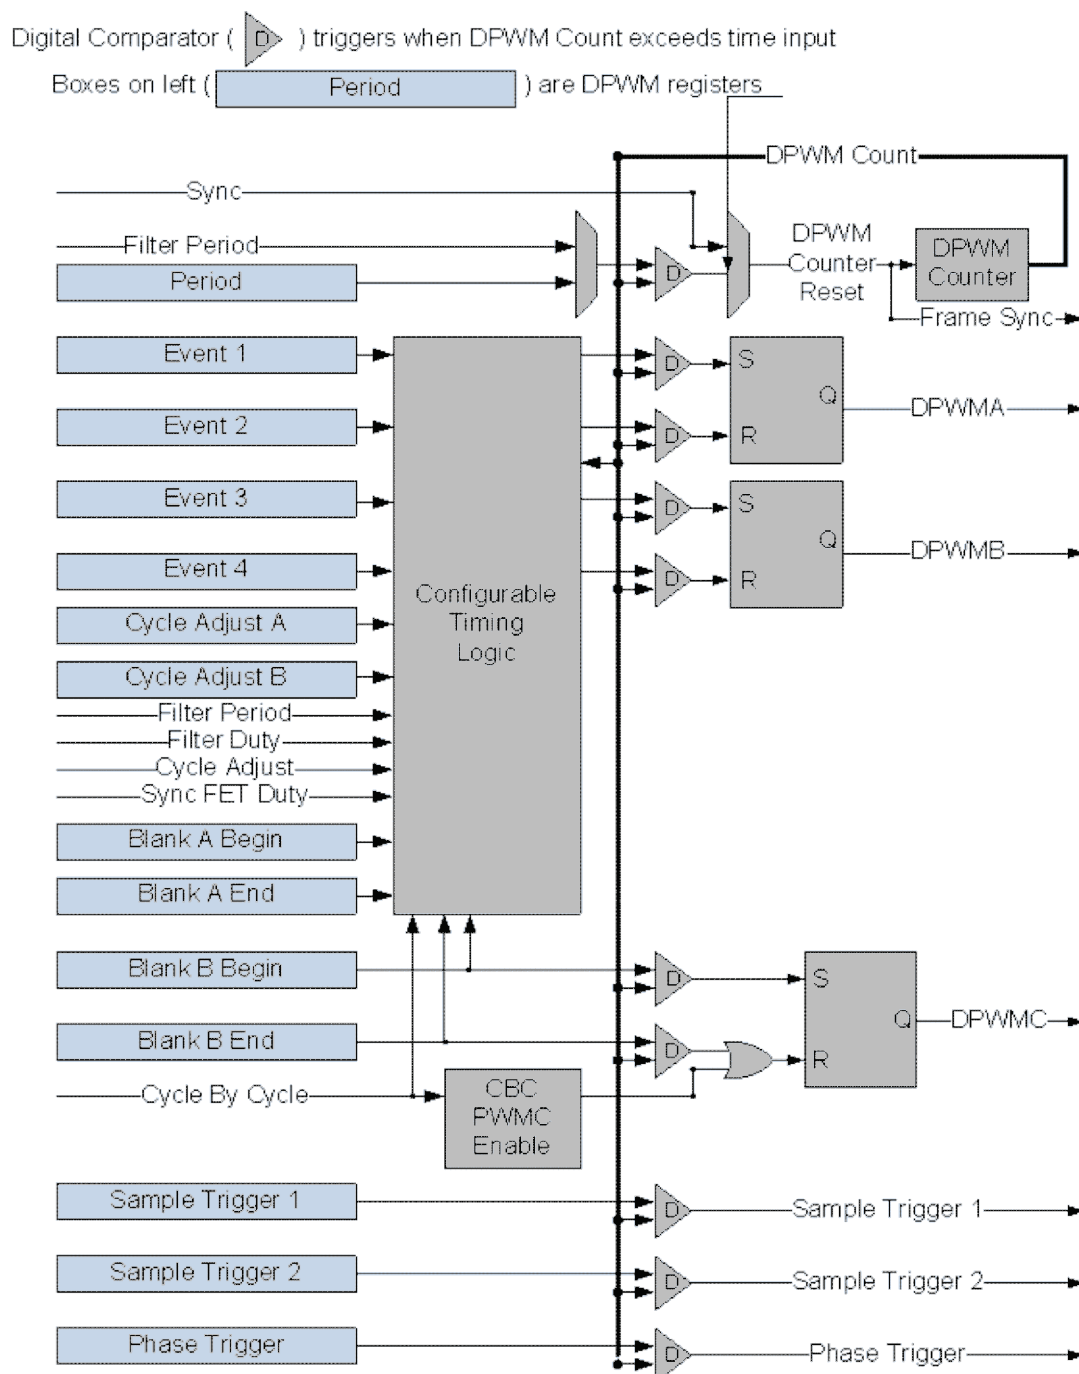 Digital Comparator ( D ) triggers when DPWM Count exceeds time input
Boxes on left ( Period ) are DPWM registers
DPWM Count
Sync
Filter Period
Period
D
DPWM
Counter
Reset
DPWM
Counter
Frame Sync
Event 1
D
S
Q
DPWMA
Event 2
D
R
Event 3
D
S
Q
DPWMB
Event 4
D
R
Configurable
Timing
Logic
Cycle Adjust A
Cycle Adjust B
Filter Period
Filter Duty
Cycle Adjust
Sync FET Duty
Blank A Begin
Blank A End
Blank B Begin
D
S
Q
DPWMC
Blank B End
D
R
Cycle By Cycle
CBC
PWMC
Enable
Sample Trigger 1
D
Sample Trigger 1
Sample Trigger 2
D
Sample Trigger 2
Phase Trigger
D
Phase Trigger